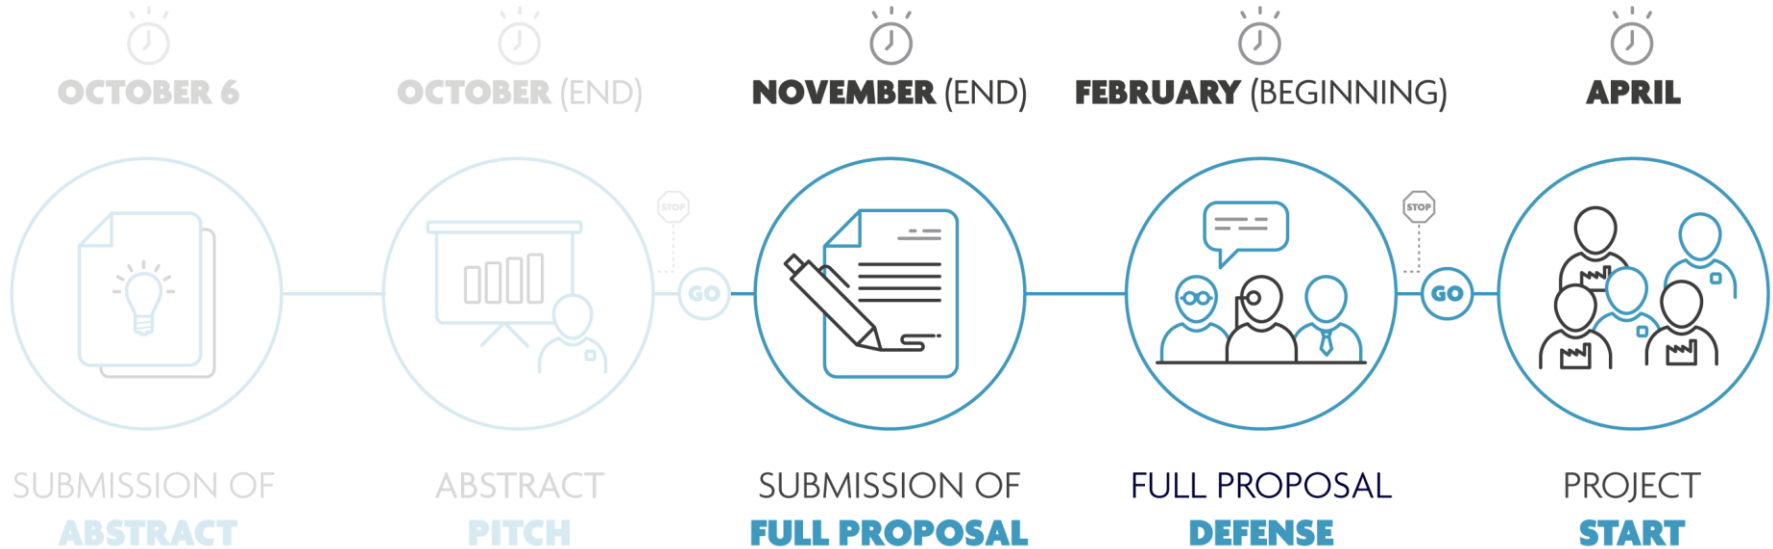 OCTOBER 6
OCTOBER (END)
NOVEMBER (END)
FEBRUARY (BEGINNING)
APRIL
STOP
GO
STOP
GO
SUBMISSION OF
ABSTRACT
ABSTRACT
PITCH
SUBMISSION OF
FULL PROPOSAL
FULL PROPOSAL
DEFENSE
PROJECT
START